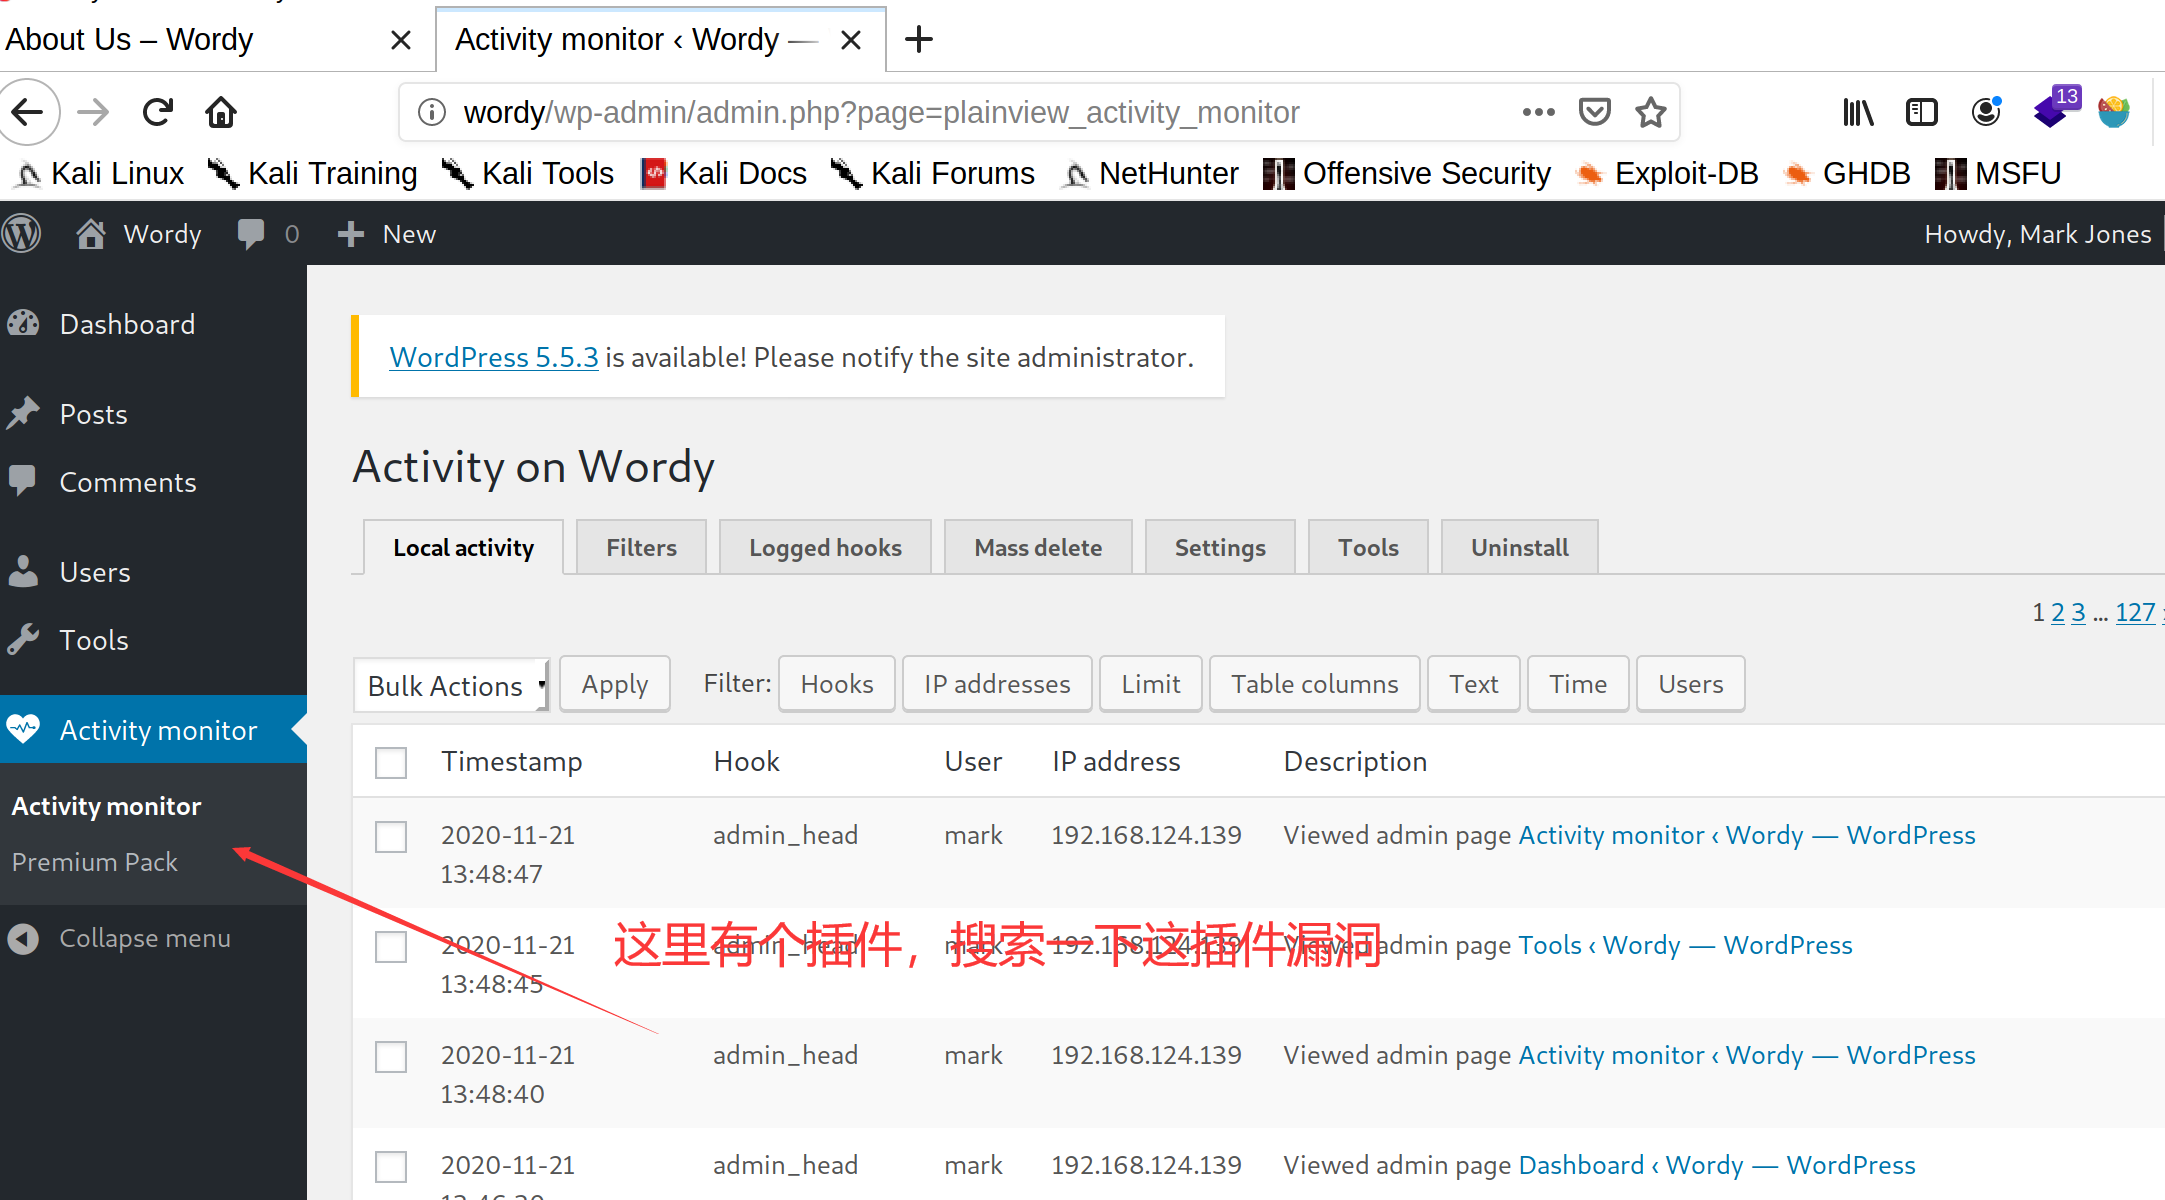 About Us – Wordy
Activity monitor ‹ Wordy —
wordy/wp-admin/admin.php?page=plainview_activity_monitor
13
Kali Linux Kali Training Kali Tools Kali Docs Kali Forums NetHunter Offensive Security Exploit-DB GHDB MSFU
Wordy 0 New Howdy, Mark Jones
Dashboard
Posts
Comments
Users
Tools
Activity monitor
Activity monitor
Premium Pack
Collapse menu
WordPress 5.5.3 is available! Please notify the site administrator.
Activity on Wordy
Local activity Filters Logged hooks Mass delete Settings Tools Uninstall
1 2 3 ... 127
Bulk Actions Apply Filter: Hooks IP addresses Limit Table columns Text Time Users
Timestamp Hook User IP address Description
2020-11-21 admin_head mark 192.168.124.139 Viewed admin page Activity monitor ‹ Wordy — WordPress
13:48:47
这里有个插件，搜索一下这插件漏洞
2020-11-21 admin_head mark 192.168.124.139 Viewed admin page Tools ‹ Wordy — WordPress
13:48:45
2020-11-21 admin_head mark 192.168.124.139 Viewed admin page Activity monitor ‹ Wordy — WordPress
13:48:40
2020-11-21 admin_head mark 192.168.124.139 Viewed admin page Dashboard ‹ Wordy — WordPress